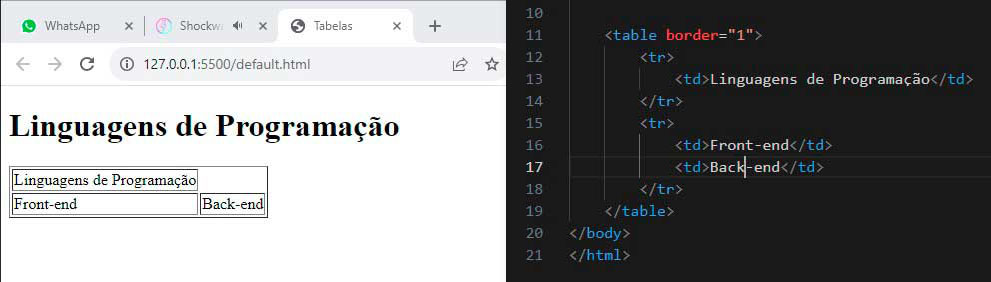 WhatsApp
Shockwa
Tabelas
127.0.0.1:5500/default.html
Linguagens de Programação
Linguagens de Programação
Front-end Back-end
10
11 <table border="1">
12 <tr>
13 <td>Linguagens de Programação</td>
14 </tr>
15 <tr>
16 <td>Front-end</td>
17 <td>Back-end</td>
18 </tr>
19 </table>
20 </body>
21 </html>